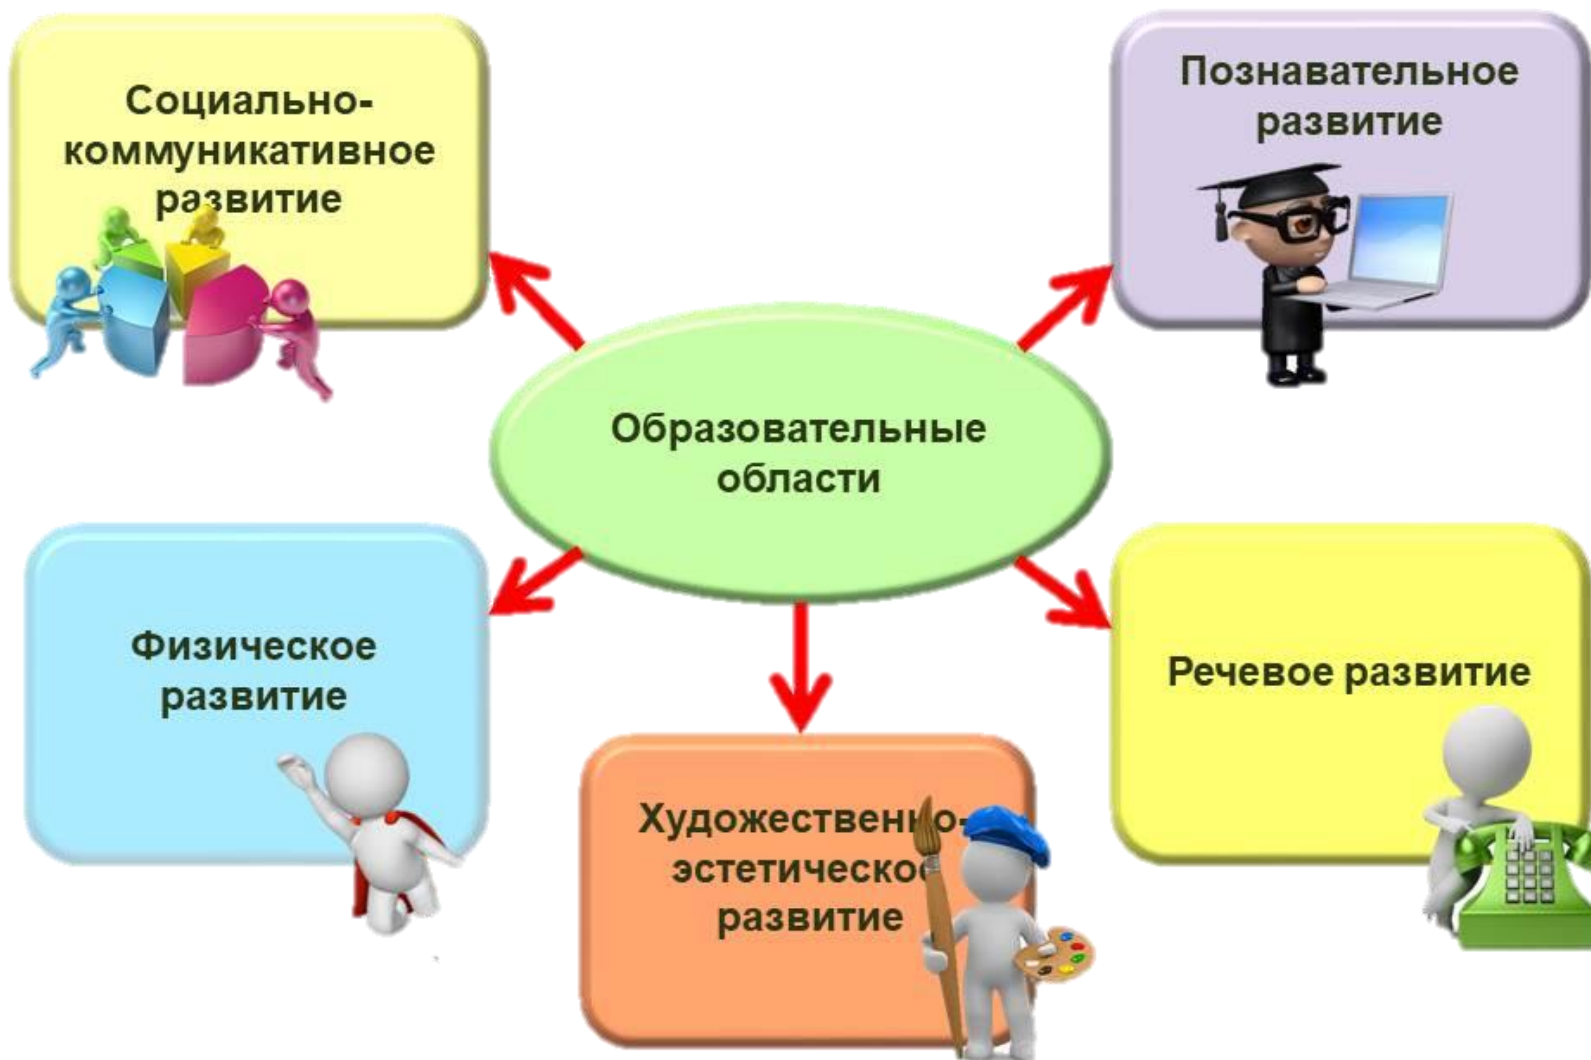 Социально-
коммуникативное
развитие
Познавательное
развитие
Образовательные
области
Физическое
развитие
Речевое развитие
Художественно-
эстетическое
развитие